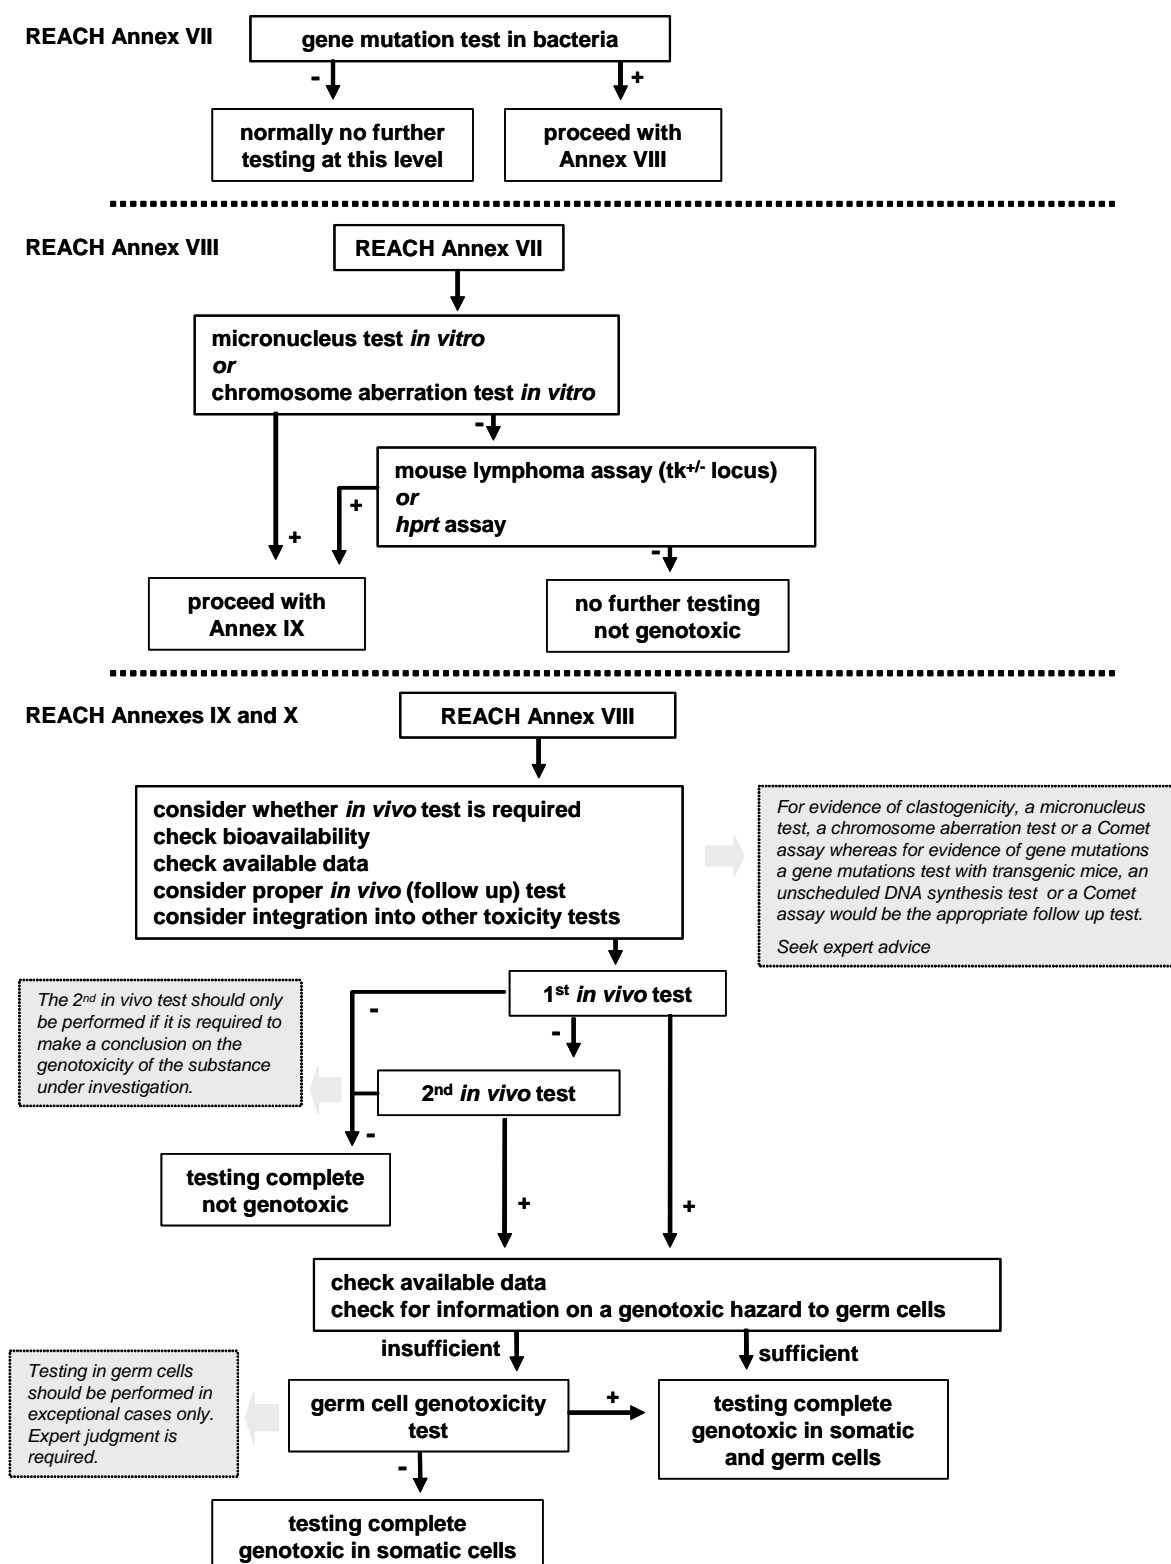 REACH Annex VII
gene mutation test in bacteria
-
+
normally no further
testing at this level
proceed with
Annex VIII
REACH Annex VIII
REACH Annex VII
micronucleus test in vitro
or
chromosome aberration test in vitro
-
mouse lymphoma assay (tk+/- locus)
or
hprt assay
+
+
-
proceed with
Annex IX
no further testing
not genotoxic
REACH Annexes IX and X
REACH Annex VIII
consider whether in vivo test is required
check bioavailability
check available data
consider proper in vivo (follow up) test
consider integration into other toxicity tests
For evidence of clastogenicity, a micronucleus
test, a chromosome aberration test or a Comet
assay whereas for evidence of gene mutations
a gene mutations test with transgenic mice, an
unscheduled DNA synthesis test or a Comet
assay would be the appropriate follow up test.
Seek expert advice
1st in vivo test
The 2nd in vivo test should only
be performed if it is required to
make a conclusion on the
genotoxicity of the substance
under investigation.
-
-
2nd in vivo test
-
testing complete
not genotoxic
+
+
check available data
check for information on a genotoxic hazard to germ cells
insufficient
sufficient
Testing in germ cells
should be performed in
exceptional cases only.
Expert judgment is
required.
germ cell genotoxicity
test
+
testing complete
genotoxic in somatic
and germ cells
-
testing complete
genotoxic in somatic cells